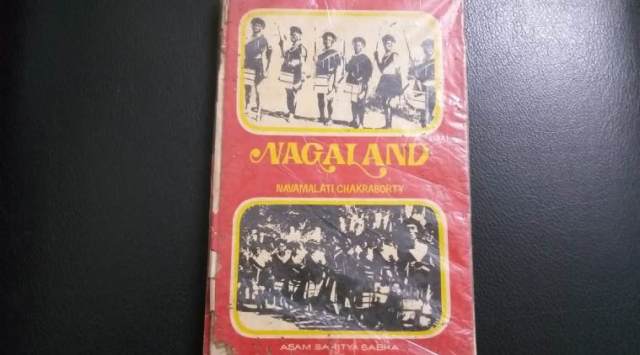 NAGALAND
NAVAMALATI CHAKRABORTY
ASAM SAHITYA SABHA